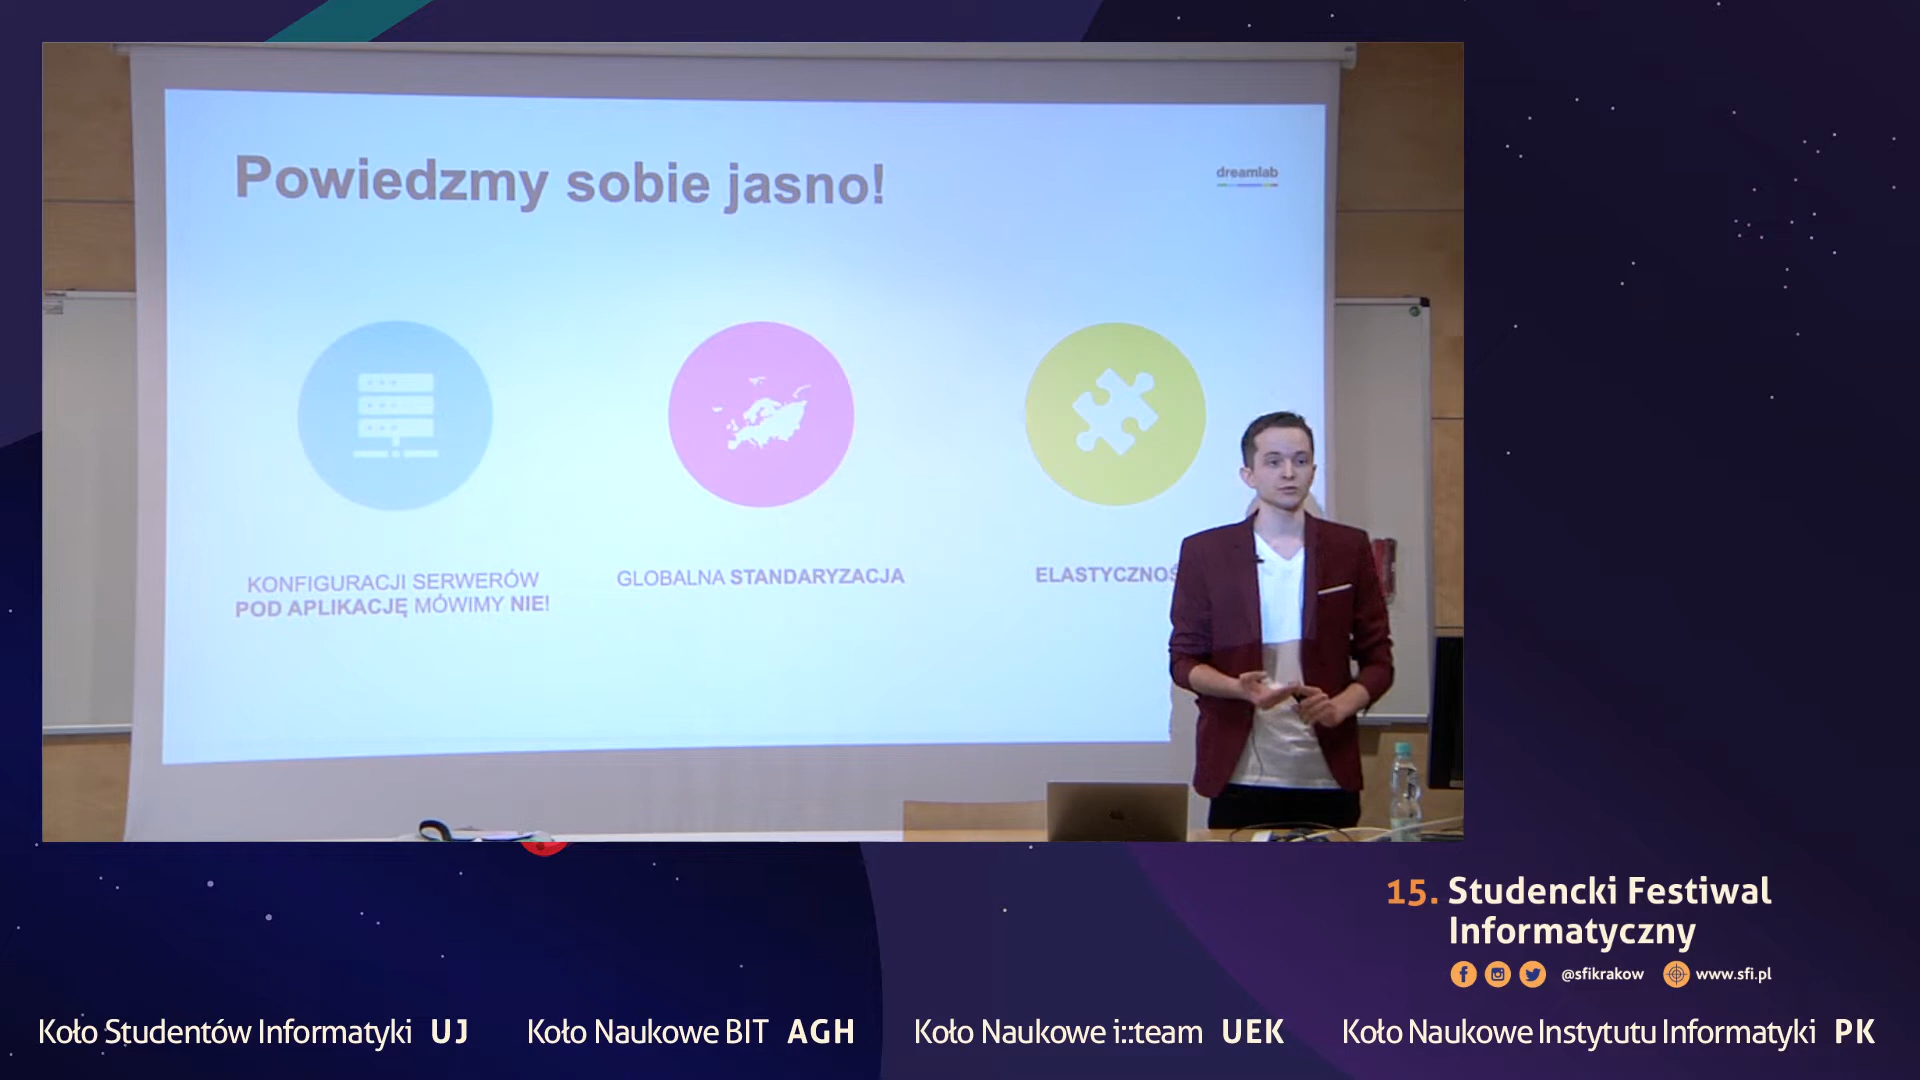 Powiedzmy sobie jasno!
dreamlab
KONFIGURACJI SERWERÓW
POD APLIKACJĘ MÓWIMY NIE!
GLOBALNA STANDARYZACJA
15. Studencki Festiwal
Informatyczny
@sfikrakow www.sfi.pl
Koło Studentów Informatyki UJ
Koło Naukowe BIT AGH
Koło Naukowe i::team UEK
Koło Naukowe Instytutu Informatyki PK